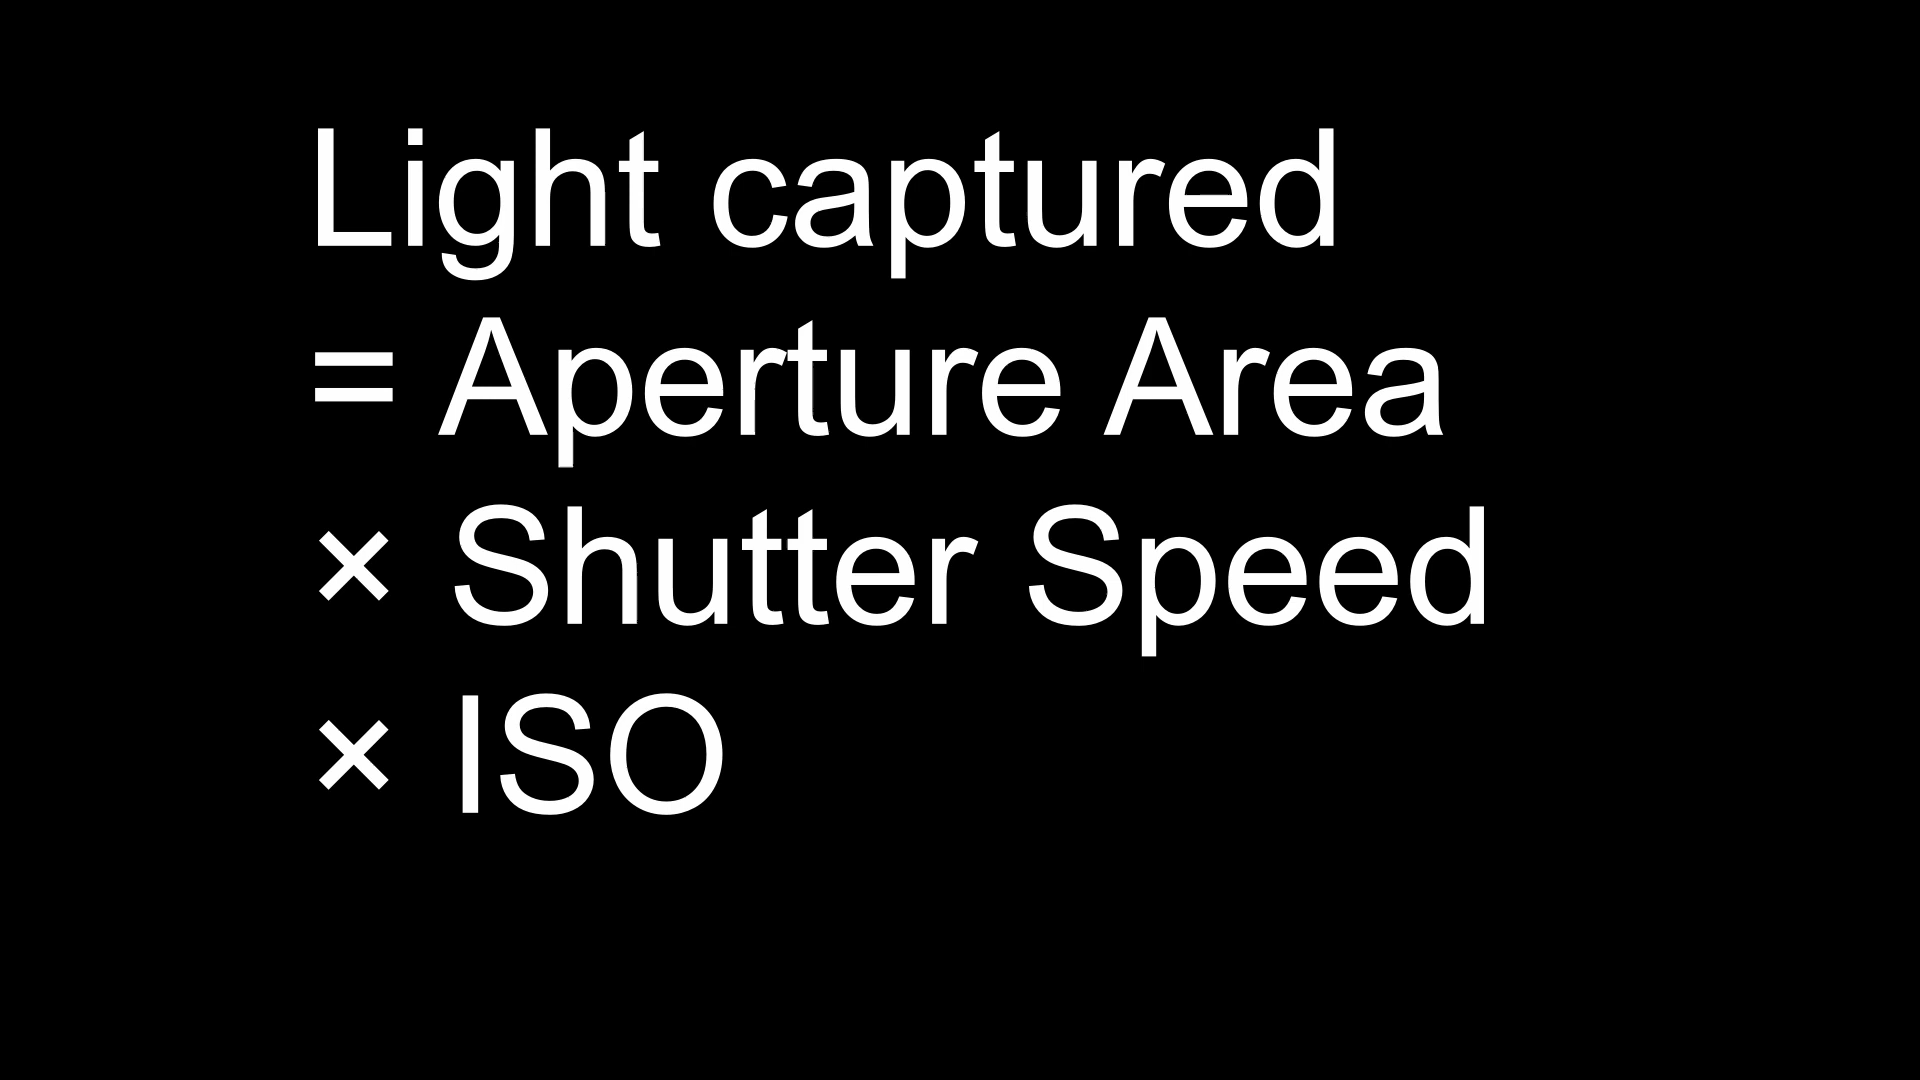 Light captured
= Aperture Area
× Shutter Speed
× ISO